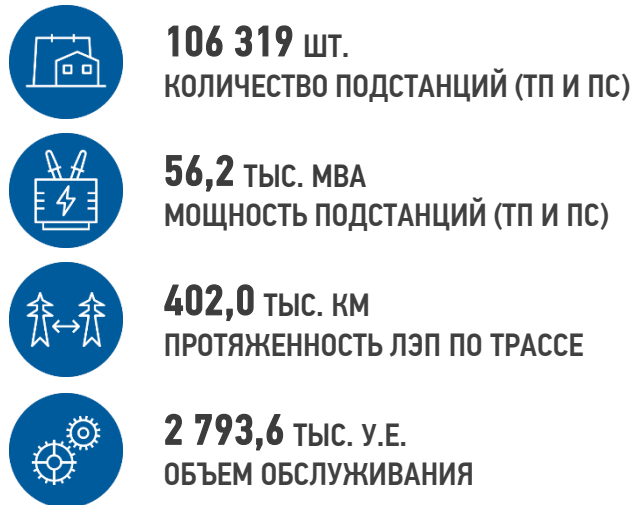 106 319 ШТ.
КОЛИЧЕСТВО ПОДСТАНЦИЙ (ТП И ПС)
56,2 ТЫС. МВА
МОЩНОСТЬ ПОДСТАНЦИЙ (ТП И ПС)
402,0 ТЫС. КМ
ПРОТЯЖЕННОСТЬ ЛЭП ПО ТРАССЕ
2 793,6 ТЫС. У.Е.
ОБЪЕМ ОБСЛУЖИВАНИЯ